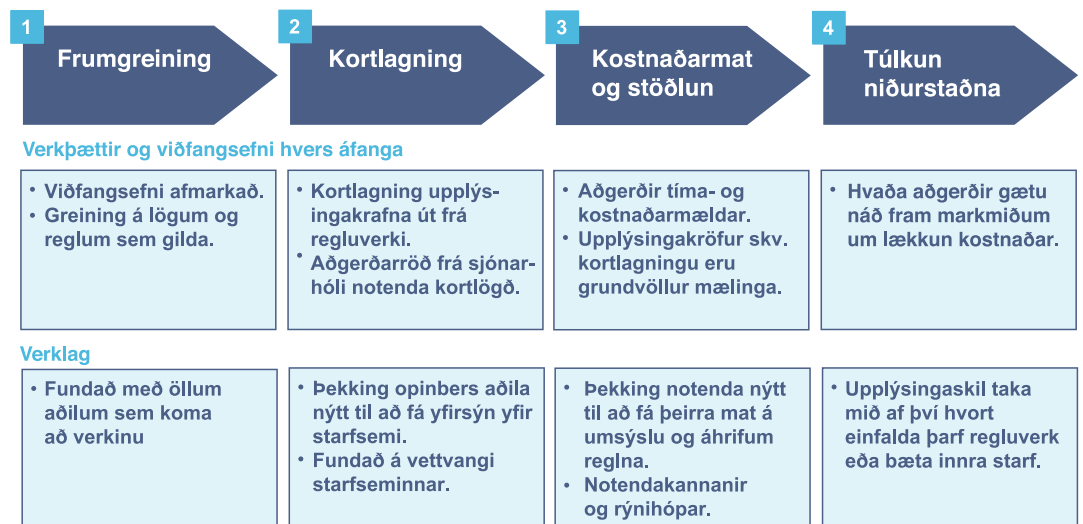 1
Frumgreining
2
Kortlagning
3
Kostnaðarmat
og stöðlun
4
Túlkun
niðurstaðna
Verkþættir og viðfangsefni hvers áfanga
• Viðfangsefni afmarkað.
• Greining á lögum og
reglum sem gilda.
• Kortlagning upplýs-
ingakrafna út frá
regluverki.
• Aðgerðarröð frá sjónar-
hóli notenda kortlögð.
• Aðgerðir tíma- og
kostnaðarmældar.
• Upplýsingakröfur skv.
kortlagningu eru
grundvöllur mælinga.
• Hvaða aðgerðir gætu
náð fram markmiðum
um lækkun kostnaðar.
Verklag
• Fundað með öllum
aðilum sem koma
að verkinu
• Þekking opinbers aðila
nýtt til að fá yfirsýn yfir
starfsemi.
• Fundað á vettvangi
starfseminnar.
• Þekking notenda nýtt
til að fá þeirra mat á
umsýslu og áhrifum
reglna.
• Notendakannanir
og rýnihópar.
• Upplýsingaskil taka
mið af því hvort
einfalda þarf regluverk
eða bæta innra starf.